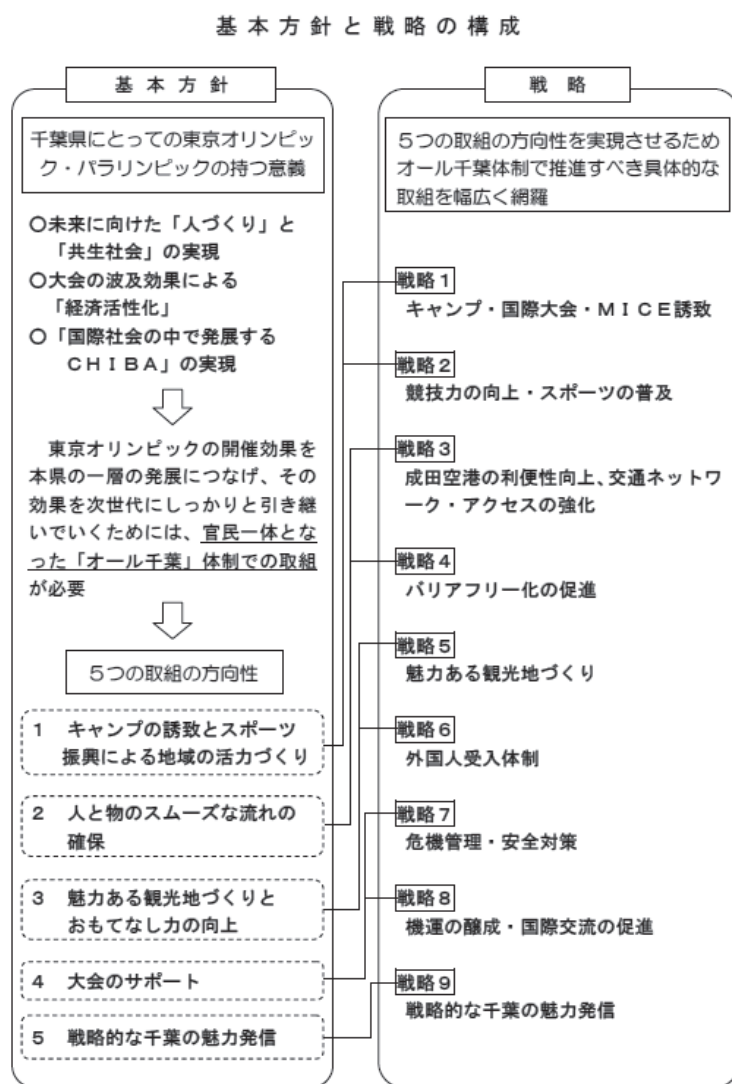 基本方針と戦略の構成
基本方針
千葉県にとっての東京オリンピッ
ク・パラリンピックの持つ意義
○未来に向けた「人づくり」と
「共生社会」の実現
○大会の波及効果による
「経済活性化」
○「国際社会の中で発展する
ＣＨＩＢＡ」の実現
東京オリンピックの開催効果を
本県の一層の発展につなげ、その
効果を次世代にしっかりと引き継
いでいくためには、官民一体とな
った「オール千葉」体制での取組
が必要
５つの取組の方向性
１　キャンプの誘致とスポーツ
振興による地域の活力づくり
２　人と物のスムーズな流れの
確保
３　魅力ある観光地づくりと
おもてなし力の向上
４　大会のサポート
５　戦略的な千葉の魅力発信
戦略
５つの取組の方向性を実現させるため
オール千葉体制で推進すべき具体的な
取組を幅広く網羅
戦略１
キャンプ・国際大会・ＭＩＣＥ誘致
戦略２
競技力の向上・スポーツの普及
戦略３
成田空港の利便性向上、交通ネットワ
ーク・アクセスの強化
戦略４
バリアフリー化の促進
戦略５
魅力ある観光地づくり
戦略６
外国人受入体制
戦略７
危機管理・安全対策
戦略８
機運の醸成・国際交流の促進
戦略９
戦略的な千葉の魅力発信